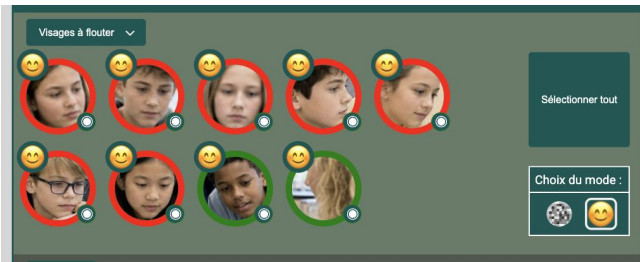 Visages à flouter
Sélectionner tout
Choix du mode :